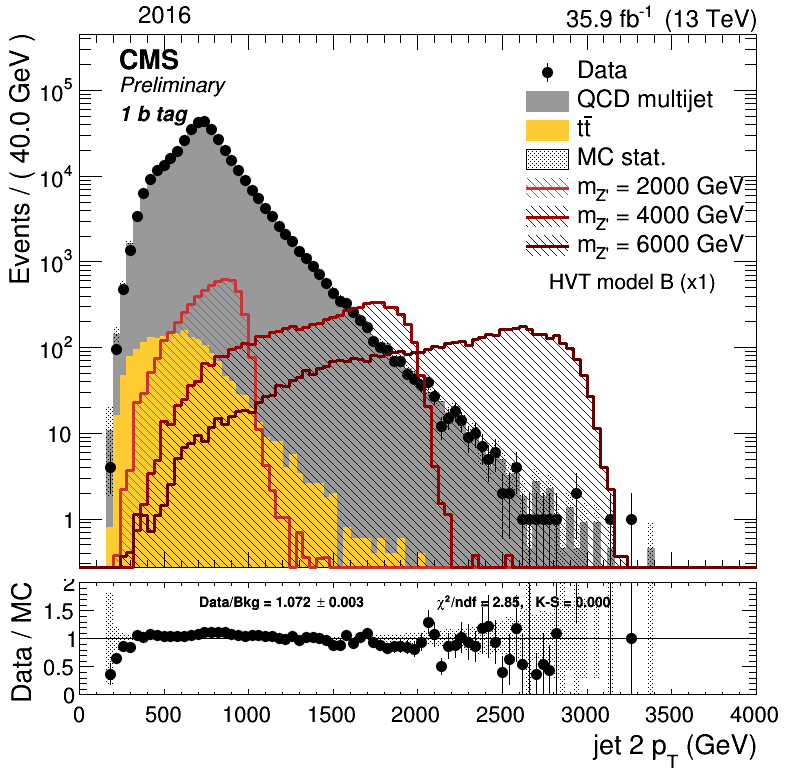 2016 35.9 fb⁻¹ (13 TeV)
Events / ( 40.0 GeV )
CMS
Preliminary
1 b tag
Data
QCD multijet
tt̄
MC stat.
m_Z' = 2000 GeV
m_Z' = 4000 GeV
m_Z' = 6000 GeV
HVT model B (x1)
10⁵
10⁴
10³
10²
10
1
Data / MC
2
1.5
1
0.5
0
Data/Bkg = 1.072 ± 0.003 χ²/ndf = 2.85, K-S = 0.000
0 500 1000 1500 2000 2500 3000 3500 4000
jet 2 p_T (GeV)